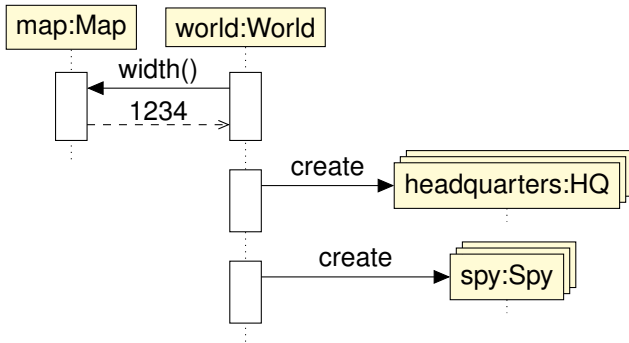 map:Map
world:World
width()
1234
create
headquarters:HQ
create
spy:Spy